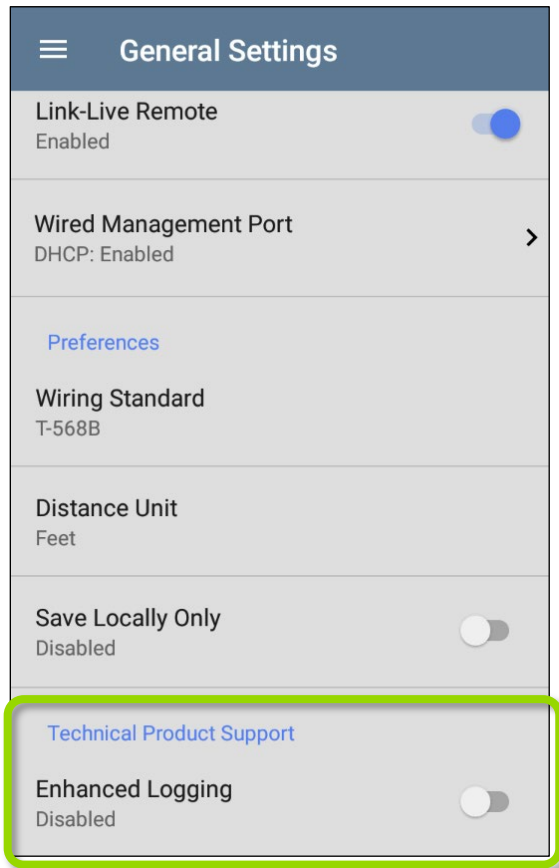 General Settings
Link-Live Remote
Enabled
Wired Management Port
DHCP: Enabled
Preferences
Wiring Standard
T-568B
Distance Unit
Feet
Save Locally Only
Disabled
Technical Product Support
Enhanced Logging
Disabled